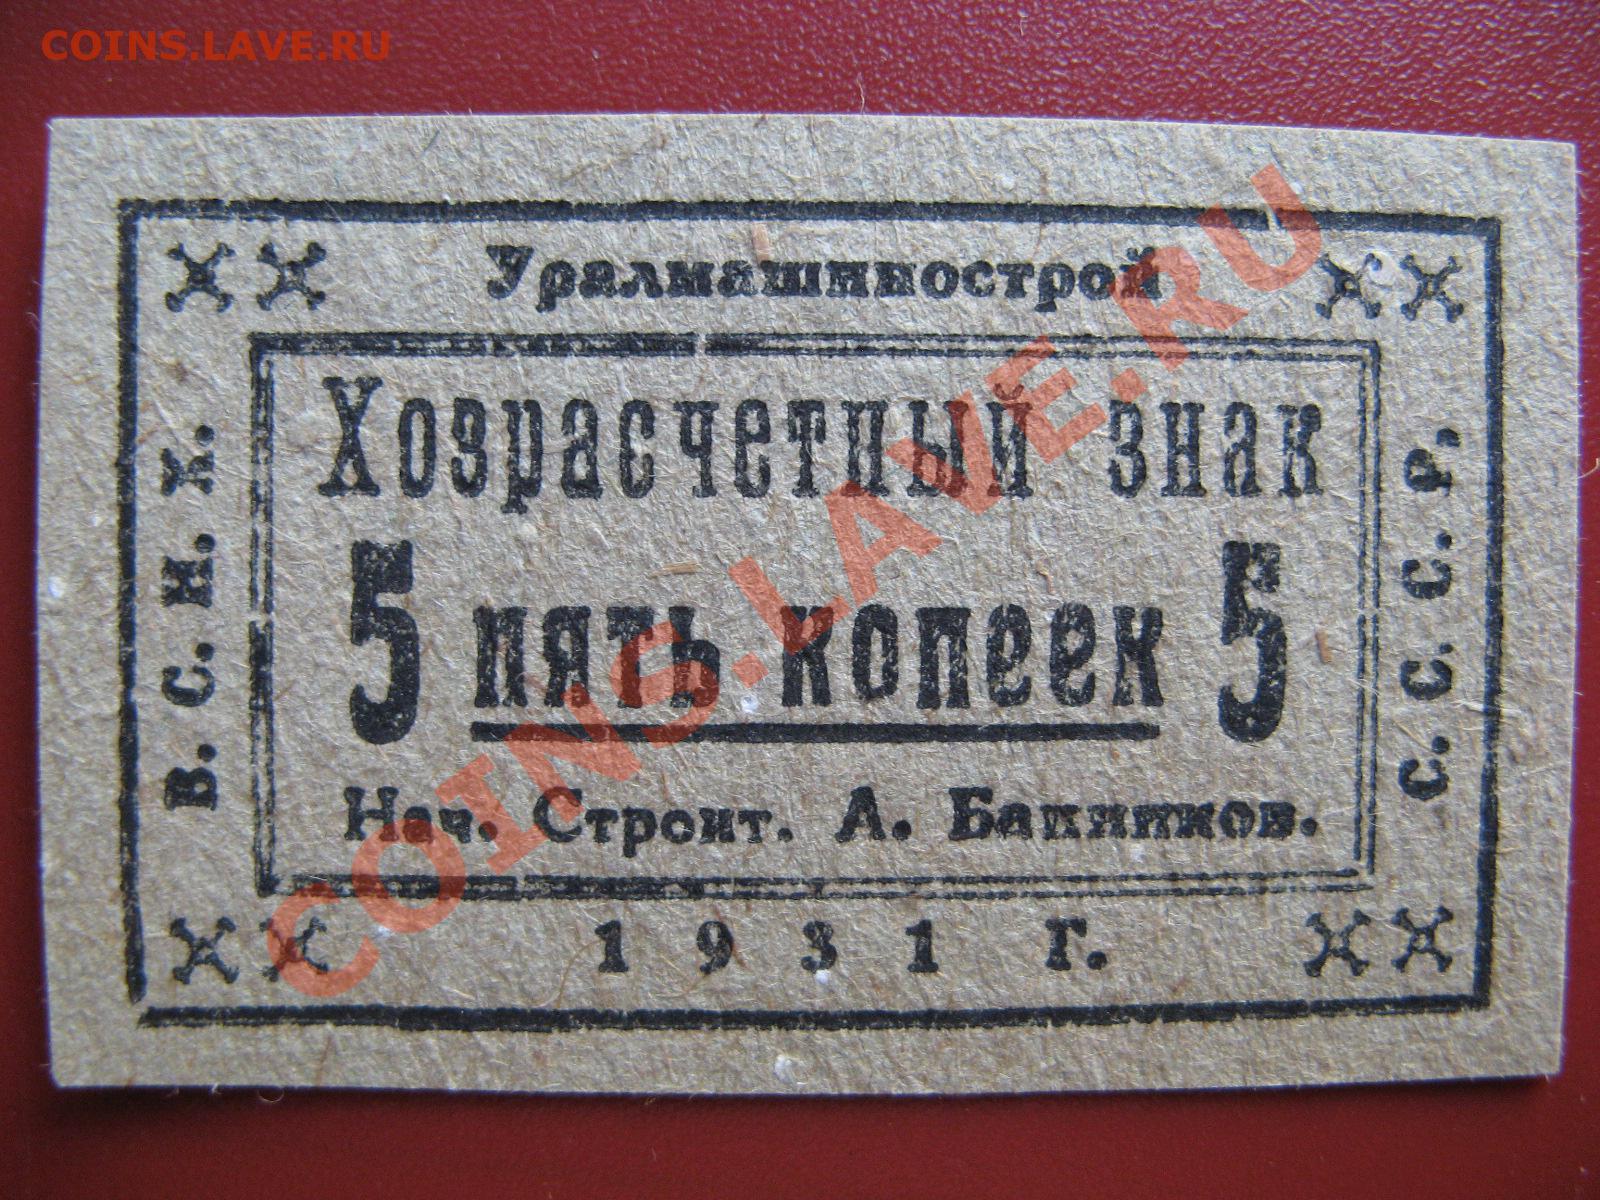 COINS.LAVE.RU
Уралмашинострой
В. С. Н. Х.
Хозрасчетный знак
5 пять копеек 5
Нач. Строит. А. Банников.
С. С. С. Р,
1931 г.
COINS.LAVE.RU